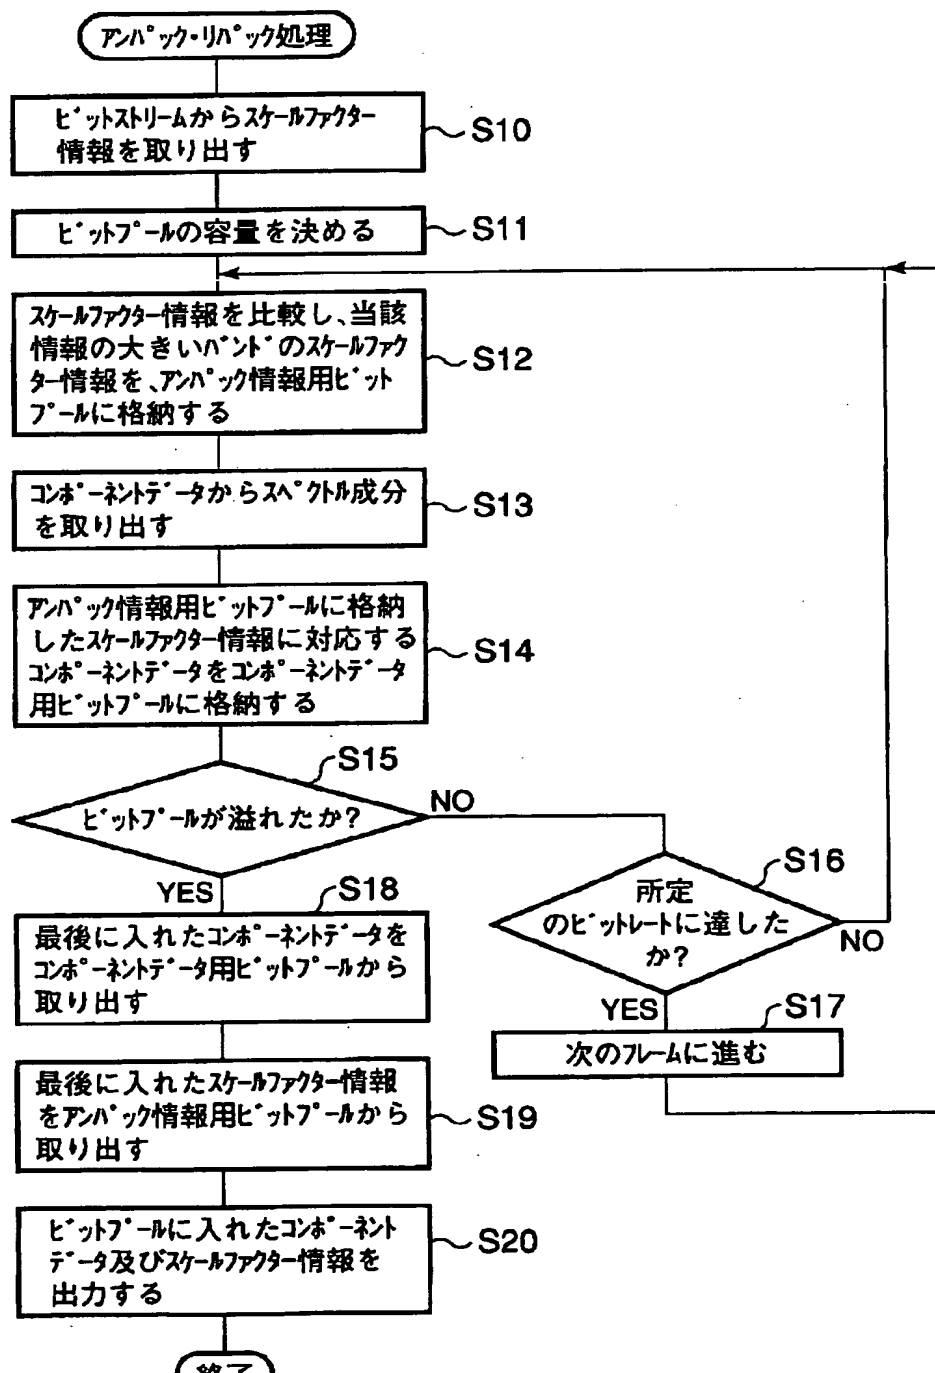 アンパック・リパック処理
ビットストリームからスケールファクター
情報を取り出す
S10
ビットプールの容量を決める
S11
スケールファクター情報を比較し、当該
情報の大きいバンドのスケールファク
ター情報を、アンパック情報用ビット
プールに格納する
S12
コンポーネントデータからスペクトル成分
を取り出す
S13
アンパック情報用ビットプールに格納
したスケールファクター情報に対応する
コンポーネントデータをコンポーネントデータ
用ビットプールに格納する
S14
S15
ビットプールが溢れたか?
NO
YES
S16
所定
のビットレートに達した
か?
NO
YES
S17
次のフレームに進む
S18
最後に入れたコンポーネントデータを
コンポーネントデータ用ビットプールから
取り出す
最後に入れたスケールファクター情報
をアンパック情報用ビットプールから
取り出す
S19
ビットプールに入れたコンポーネント
データ及びスケールファクター情報を
出力する
S20
終了